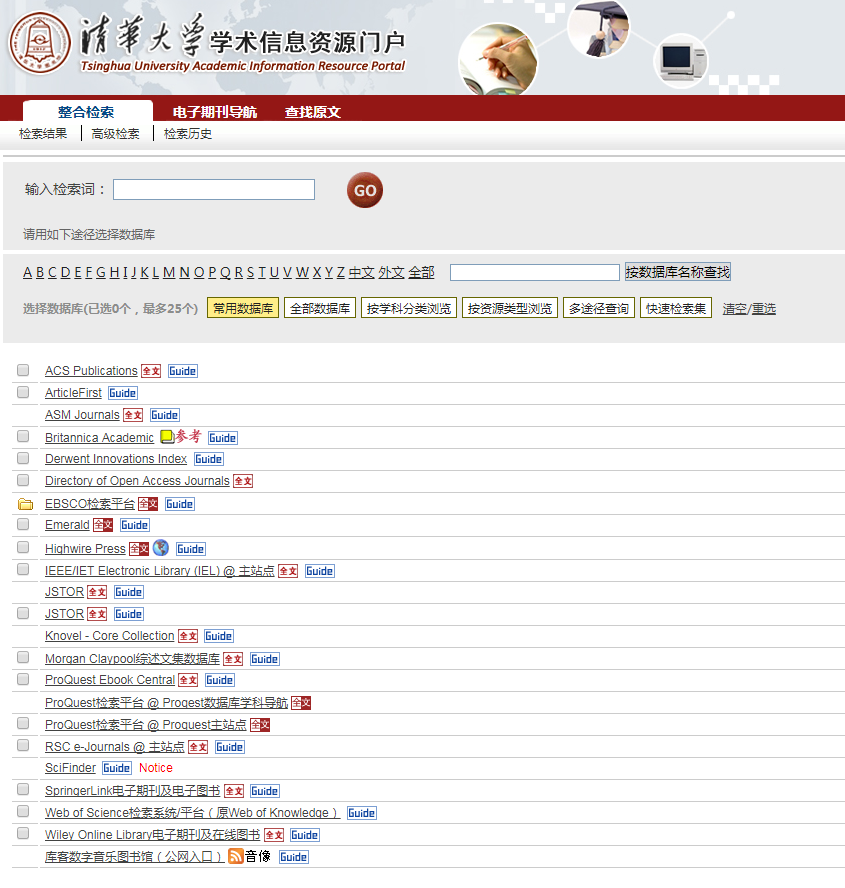 清華大学学术信息资源门户
Tsinghua University Academic Information Resource Portal
整合检索 电子期刊导航 查找原文
检索结果 高级检索 检索历史
输入检索词： GO
请用如下途径选择数据库
A B C D E F G H I J K L M N O P Q R S T U V W X Y Z 中文 外文 全部 按数据库名称查找
选择数据库(已选0个，最多25个) 常用数据库 全部数据库 按学科分类浏览 按资源类型浏览 多途径查询 快速检索集 清空/重选
ACS Publications 全文 Guide
ArticleFirst Guide
ASM Journals 全文 Guide
Britannica Academic 参考 Guide
Derwent Innovations Index Guide
Directory of Open Access Journals 全文
EBSCO检索平台 全文 Guide
Emerald 全文 Guide
Highwire Press 全文 Guide
IEEE/IET Electronic Library (IEL) @ 主站点 全文 Guide
JSTOR 全文 Guide
JSTOR 全文 Guide
Knovel - Core Collection 全文 Guide
Morgan Claypool综述文集数据库 全文 Guide
ProQuest Ebook Central 全文 Guide
ProQuest检索平台 @ Proqest数据库学科导航 全文
ProQuest检索平台 @ Proquest主站点 全文
RSC e-Journals @ 主站点 全文 Guide
SciFinder Guide Notice
SpringerLink电子期刊及电子图书 全文 Guide
Web of Science检索系统/平台（原Web of Knowledge） Guide
Wiley Online Library电子期刊及在线图书 全文 Guide
库客数字音乐图书馆（公网入口） 音像 Guide